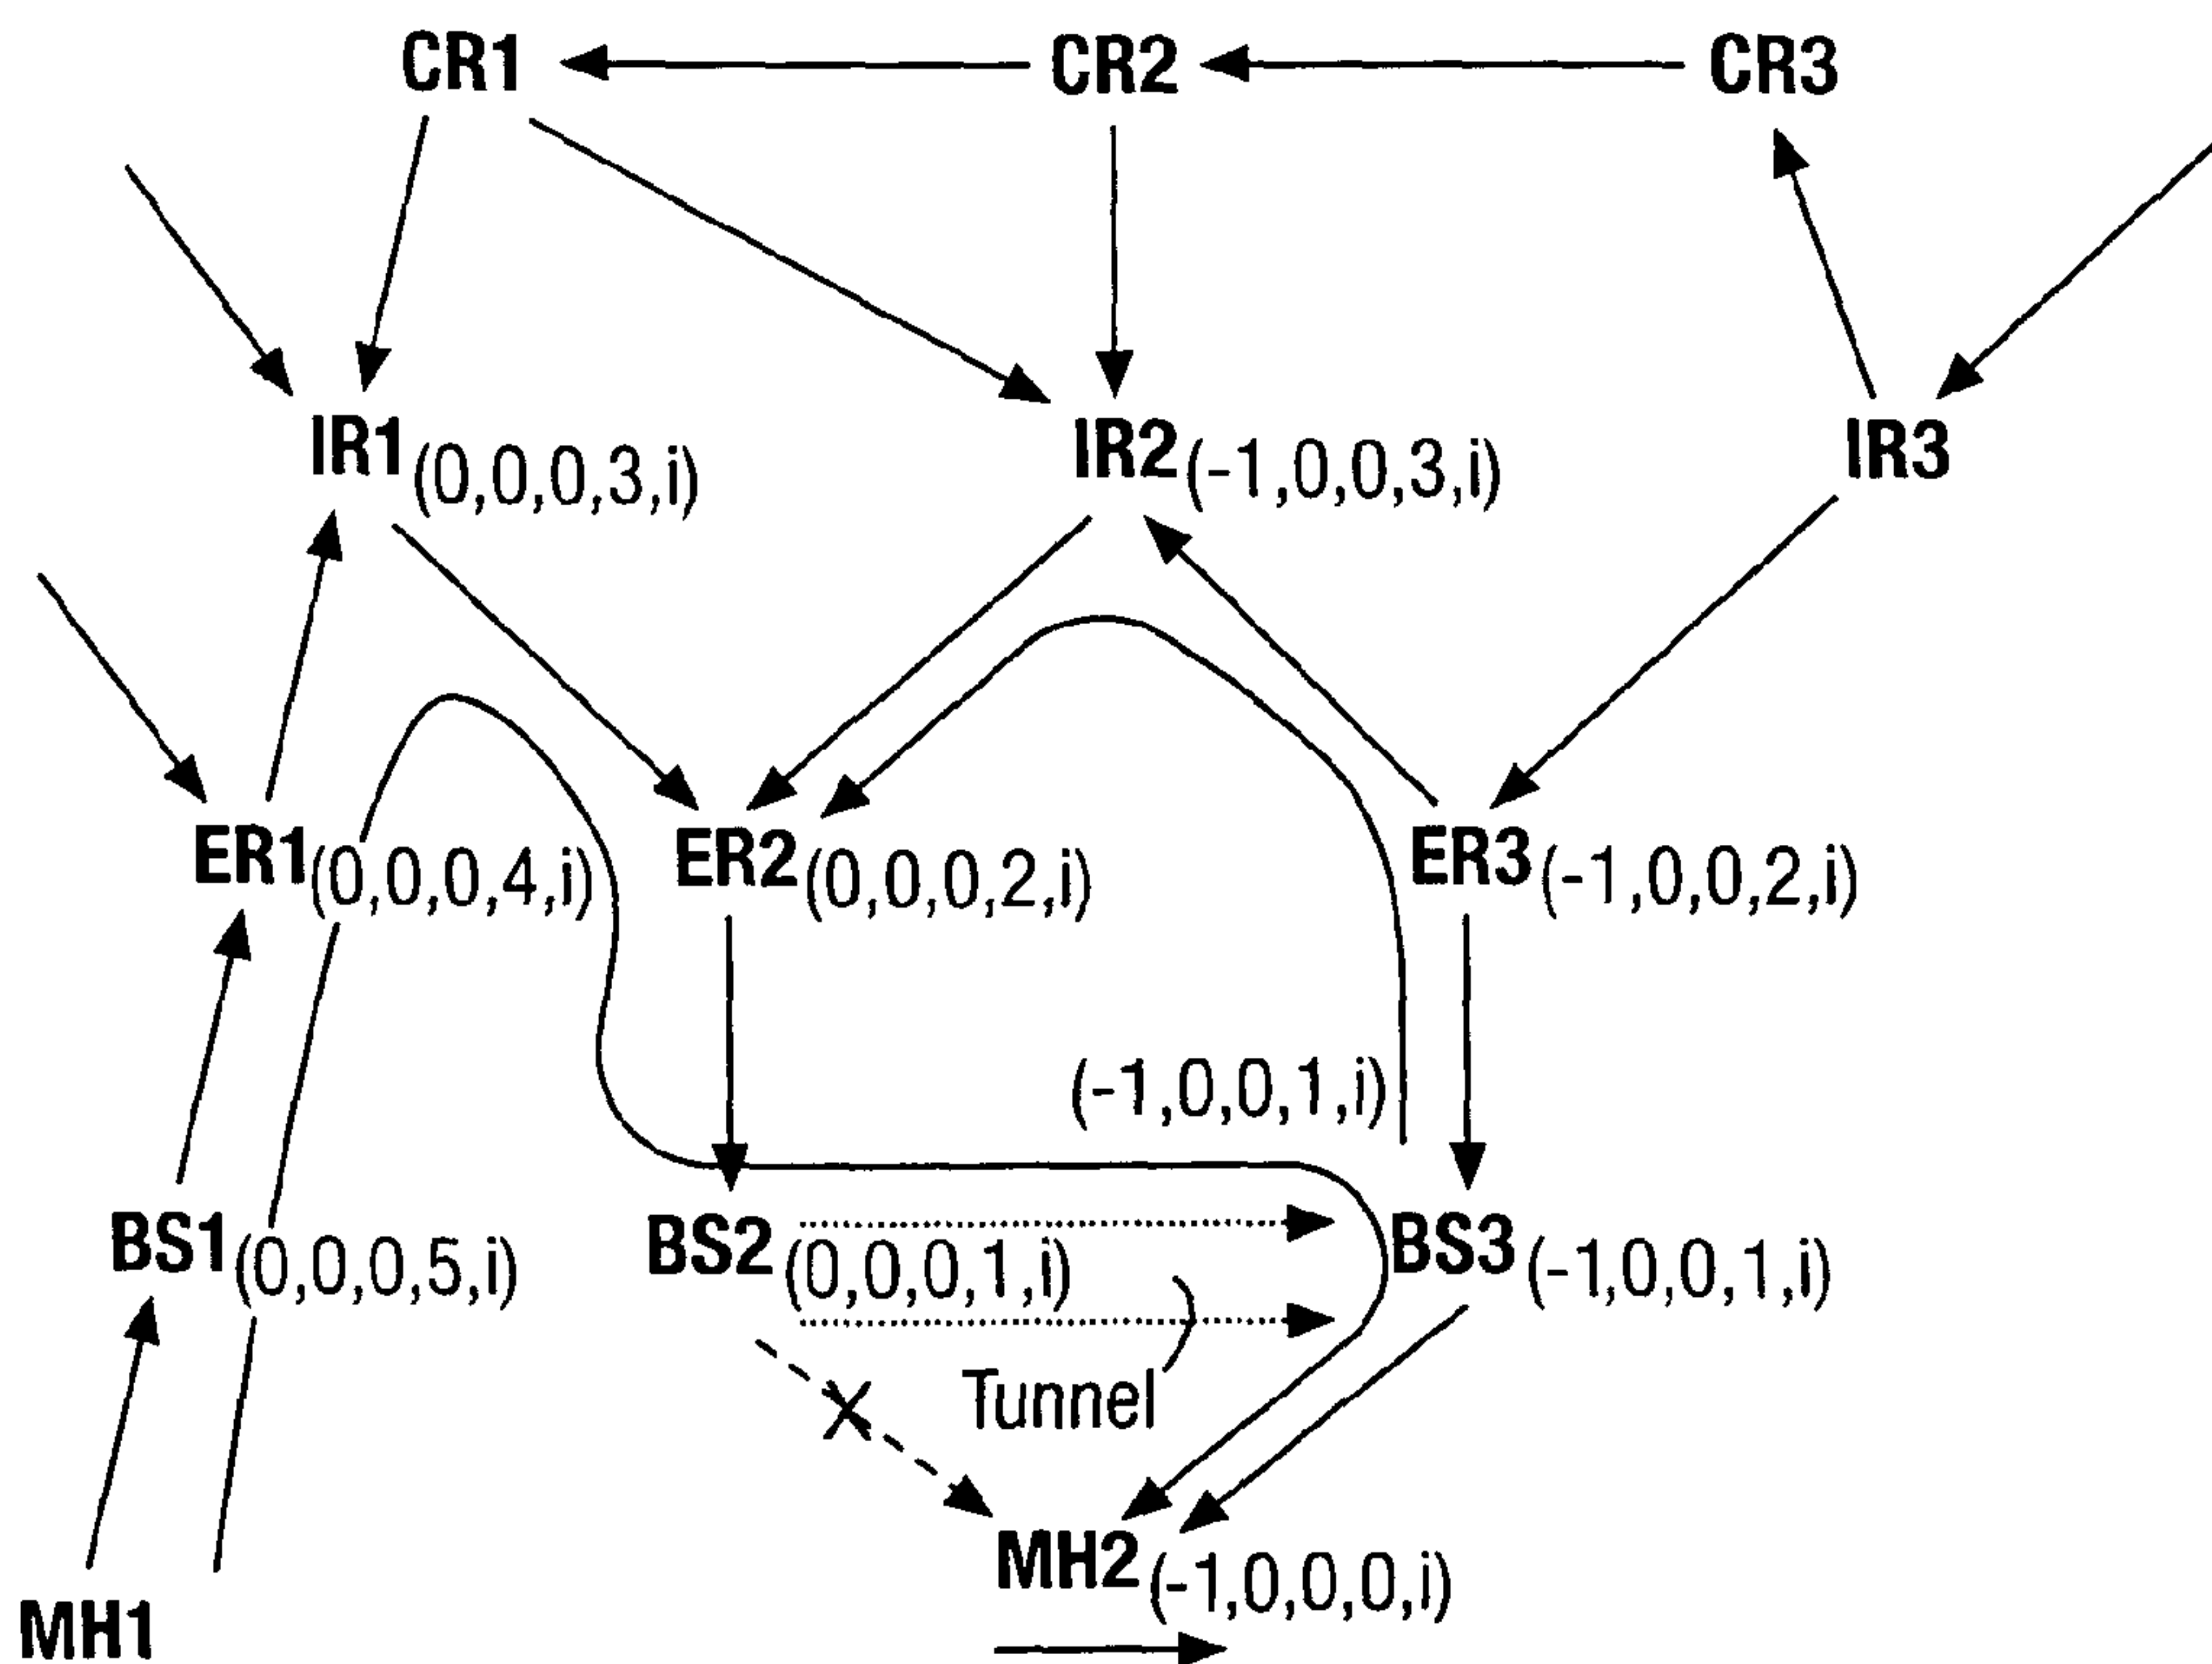 CR1 CR2 CR3
IR1(0,0,0,3,i) IR2(-1,0,0,3,i) IR3
ER1(0,0,0,4,i) ER2(0,0,0,2,i) ER3(-1,0,0,2,i)
(-1,0,0,1,i)
BS1(0,0,0,5,i) BS2(0,0,0,1,i) BS3(-1,0,0,1,i)
Tunnel
X
MH2(-1,0,0,0,i)
MH1